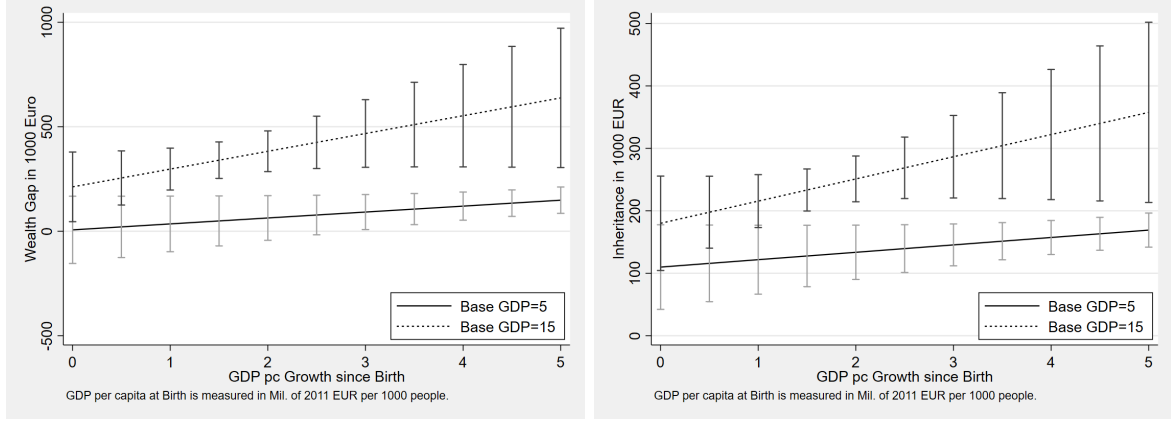 Wealth Gap in 1000 Euro
1000
500
0
-500
Base GDP=5
Base GDP=15
0 1 2 3 4 5
GDP pc Growth since Birth
GDP per capita at Birth is measured in Mil. of 2011 EUR per 1000 people.
Inheritance in 1000 EUR
500
400
300
200
100
0
Base GDP=5
Base GDP=15
0 1 2 3 4 5
GDP pc Growth since Birth
GDP per capita at Birth is measured in Mil. of 2011 EUR per 1000 people.